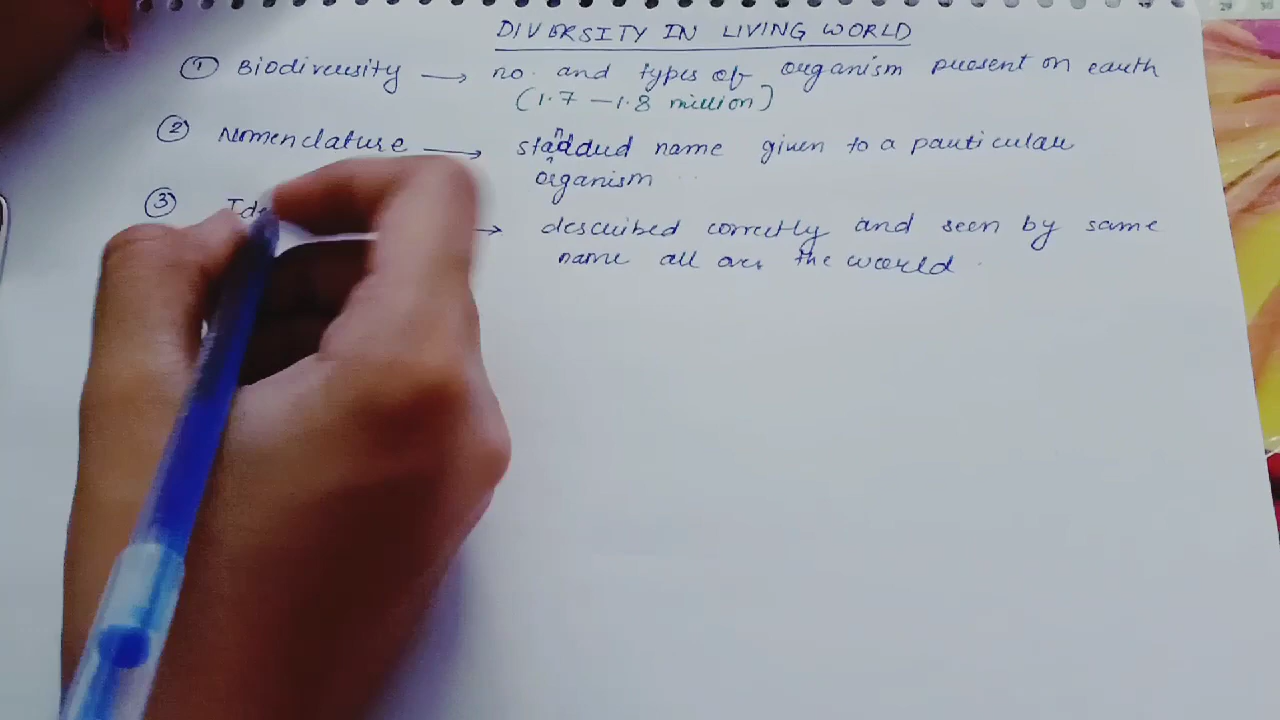 DIVERSITY IN LIVING WORLD
① Biodiversity → no. and types of organism present on earth
(1.7 – 1.8 million)
② Nomenclature → standdard name given to a particular
organism
③ Ide → described correctly and seen by same
name all over the world